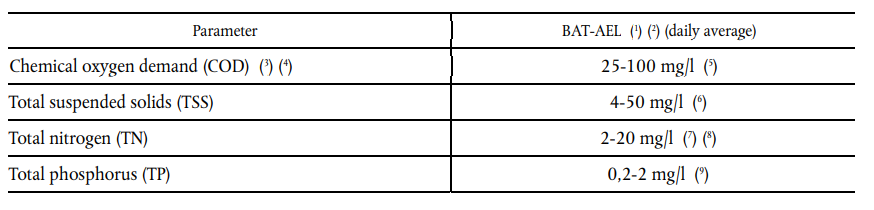 Parameter BAT-AEL (¹) (²) (daily average)
Chemical oxygen demand (COD) (³) (⁴) 25-100 mg/l (⁵)
Total suspended solids (TSS) 4-50 mg/l (⁶)
Total nitrogen (TN) 2-20 mg/l (⁷) (⁸)
Total phosphorus (TP) 0,2-2 mg/l (⁹)